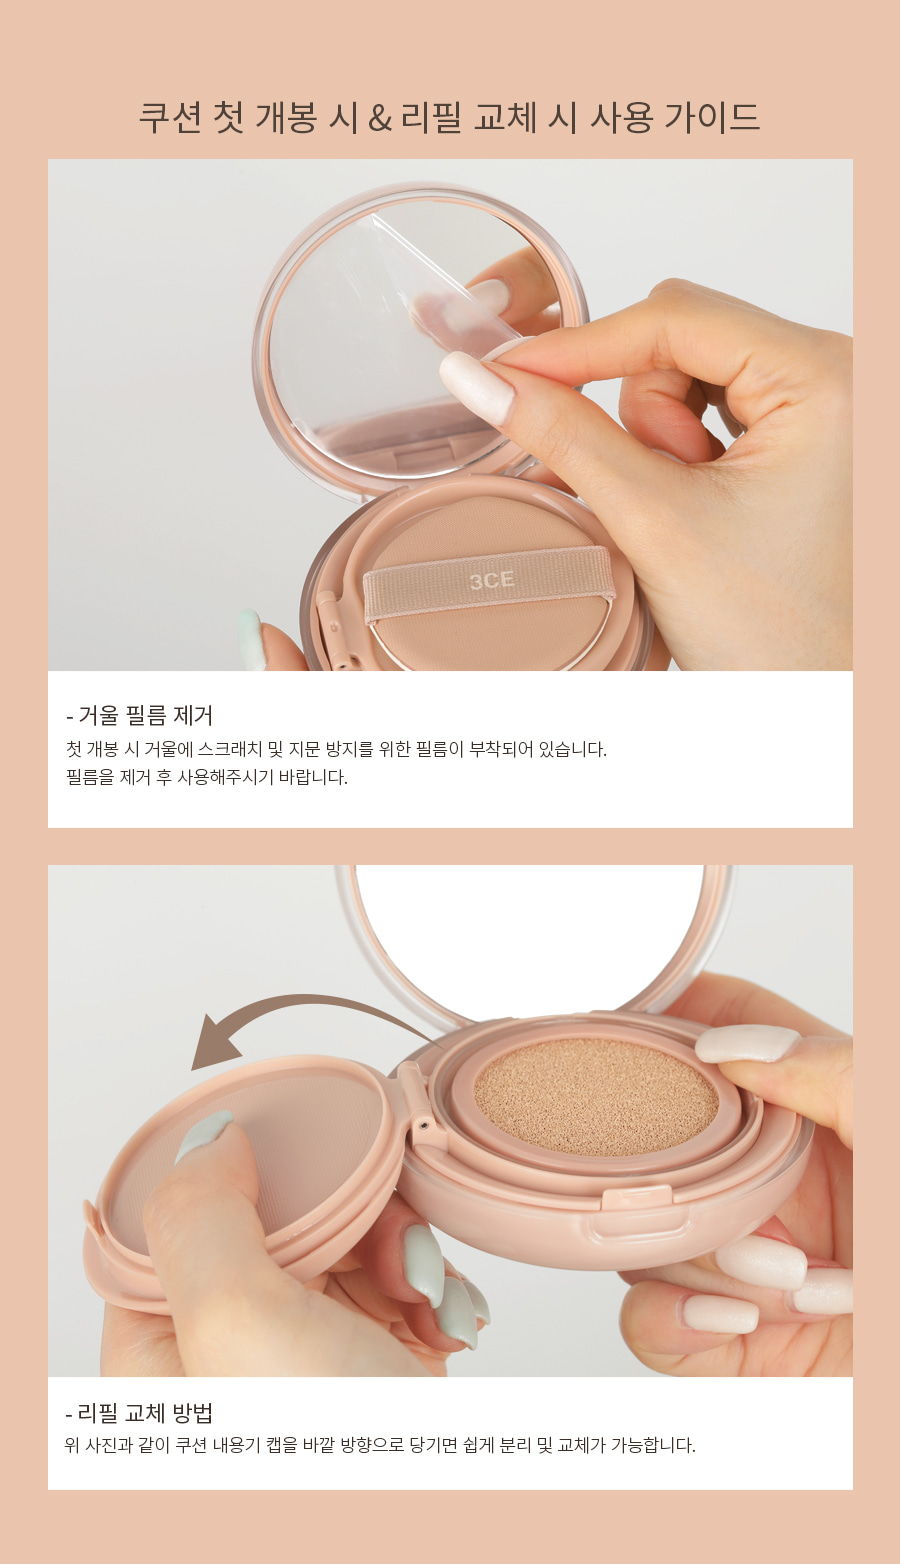 쿠션 첫 개봉 시 & 리필 교체 시 사용 가이드
3CE
- 거울 필름 제거
첫 개봉 시 거울에 스크래치 및 지문 방지를 위한 필름이 부착되어 있습니다.
필름을 제거 후 사용해주시기 바랍니다.
- 리필 교체 방법
위 사진과 같이 쿠션 내용기 캡을 바깥 방향으로 당기면 쉽게 분리 및 교체가 가능합니다.